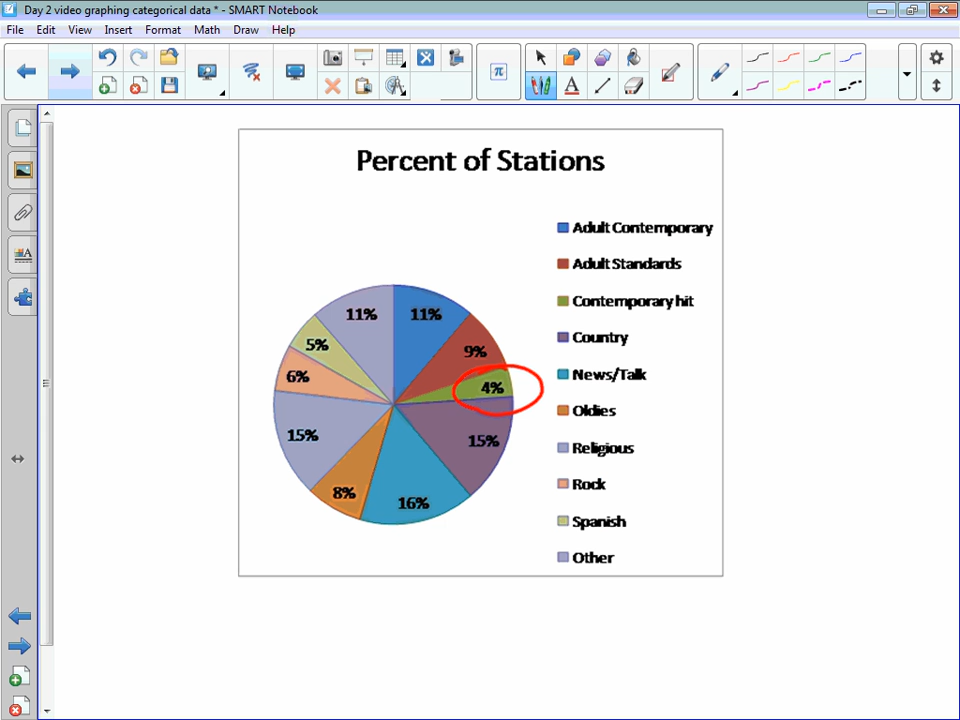 Day 2 video graphing categorical data * - SMART Notebook
File Edit View Insert Format Math Draw Help
π
A
Percent of Stations
Adult Contemporary
Adult Standards
Contemporary hit
Country
News/Talk
Oldies
Religious
Rock
Spanish
Other
11%
9%
4%
15%
16%
8%
15%
6%
5%
11%